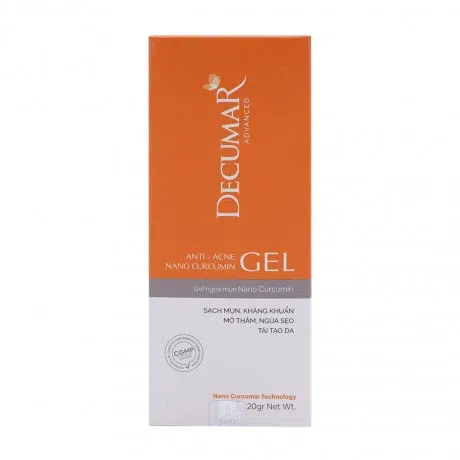 DECUMAR
ADVANCED
ANTI - ACNE
NANO CURCUMIN GEL
Gel ngừa mụn Nano Curcumin
SẠCH MỤN, KHÁNG KHUẨN
MỜ THÂM, NGỪA SẸO
TÁI TẠO DA
CGMP
Nano Curcumin Technology
20gr Net Wt.